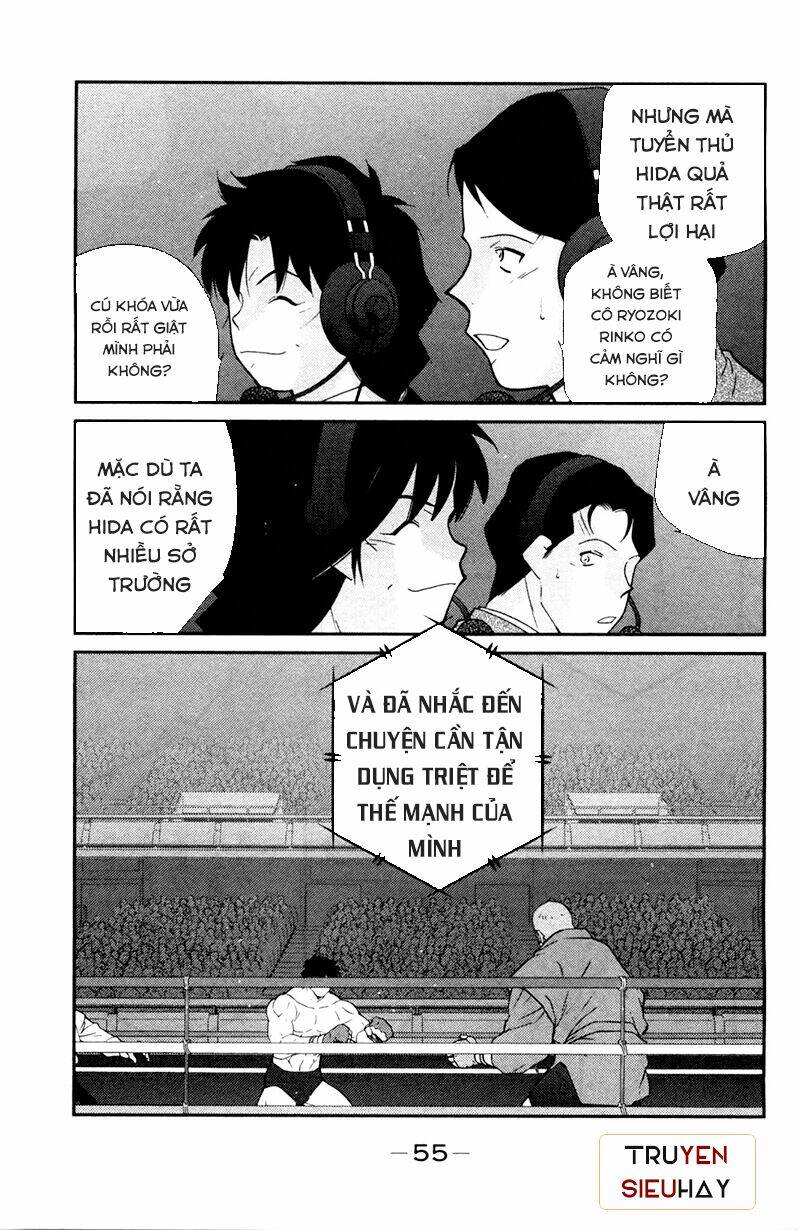 NHƯNG MÀ
TUYỂN THỦ
HIDA QUẢ
THẬT RẤT
LỢI HẠI
À VÂNG,
KHÔNG BIẾT
CÔ RYOZOKI
RINKO CÓ
CẢM NGHĨ GÌ
KHÔNG?
CÚ KHÓA VỪA
RỒI RẤT GIẬT
MÌNH PHẢI
KHÔNG?
À
VÂNG
MẶC DÙ TA
ĐÃ NÓI RẰNG
HIDA CÓ RẤT
NHIỀU SỞ
TRƯỜNG
VÀ ĐÃ NHẮC ĐẾN
CHUYỆN CẦN TẬN
DỤNG TRIỆT ĐỂ
THẾ MẠNH CỦA
MÌNH
—55—
TRUYEN
SIEUHAY